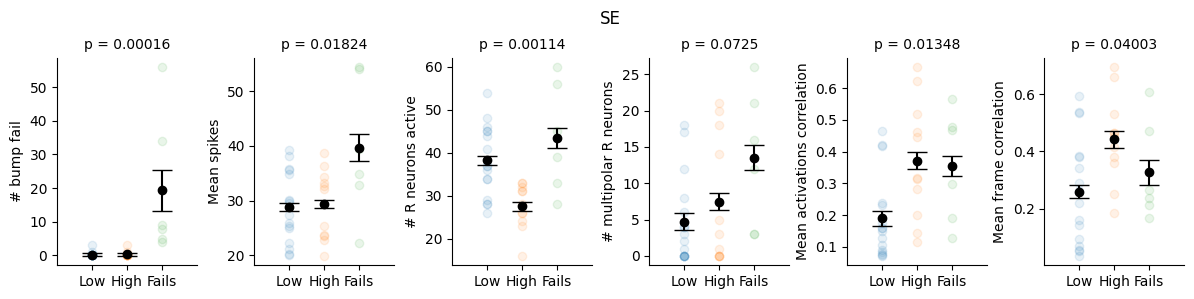 SE
p = 0.00016
# bump fail
50
40
30
20
10
0
Low High Fails
p = 0.01824
Mean spikes
50
40
30
20
Low High Fails
p = 0.00114
# R neurons active
60
50
40
30
20
Low High Fails
p = 0.0725
# multipolar R neurons
25
20
15
10
5
0
Low High Fails
p = 0.01348
Mean activations correlation
0.6
0.5
0.4
0.3
0.2
0.1
Low High Fails
p = 0.04003
Mean frame correlation
0.6
0.4
0.2
Low High Fails